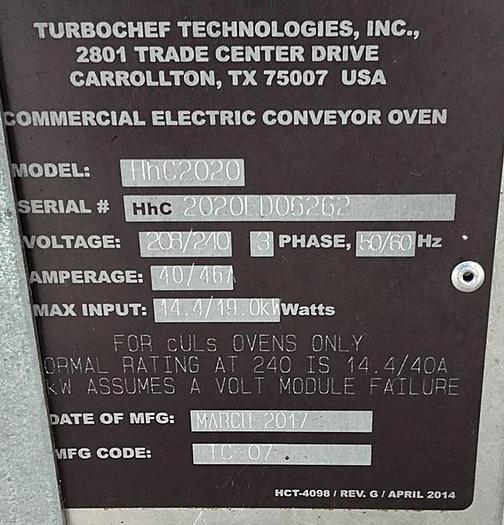 TURBOCHEF TECHNOLOGIES, INC.,
2801 TRADE CENTER DRIVE
CARROLLTON, TX 75007 USA
COMMERCIAL ELECTRIC CONVEYOR OVEN
MODEL: HhC2020
SERIAL # HhC 2020FD06262
VOLTAGE: 208/240 3 PHASE, 50/60 Hz
AMPERAGE: 40/46A
MAX INPUT: 14.4/19.0kWatts
FOR cULs OVENS ONLY
ORMAL RATING AT 240 IS 14.4/40A
kW ASSUMES A VOLT MODULE FAILURE
DATE OF MFG: MARCH 2017
MFG CODE: TC-07
HCT-4098 / REV. G / APRIL 2014